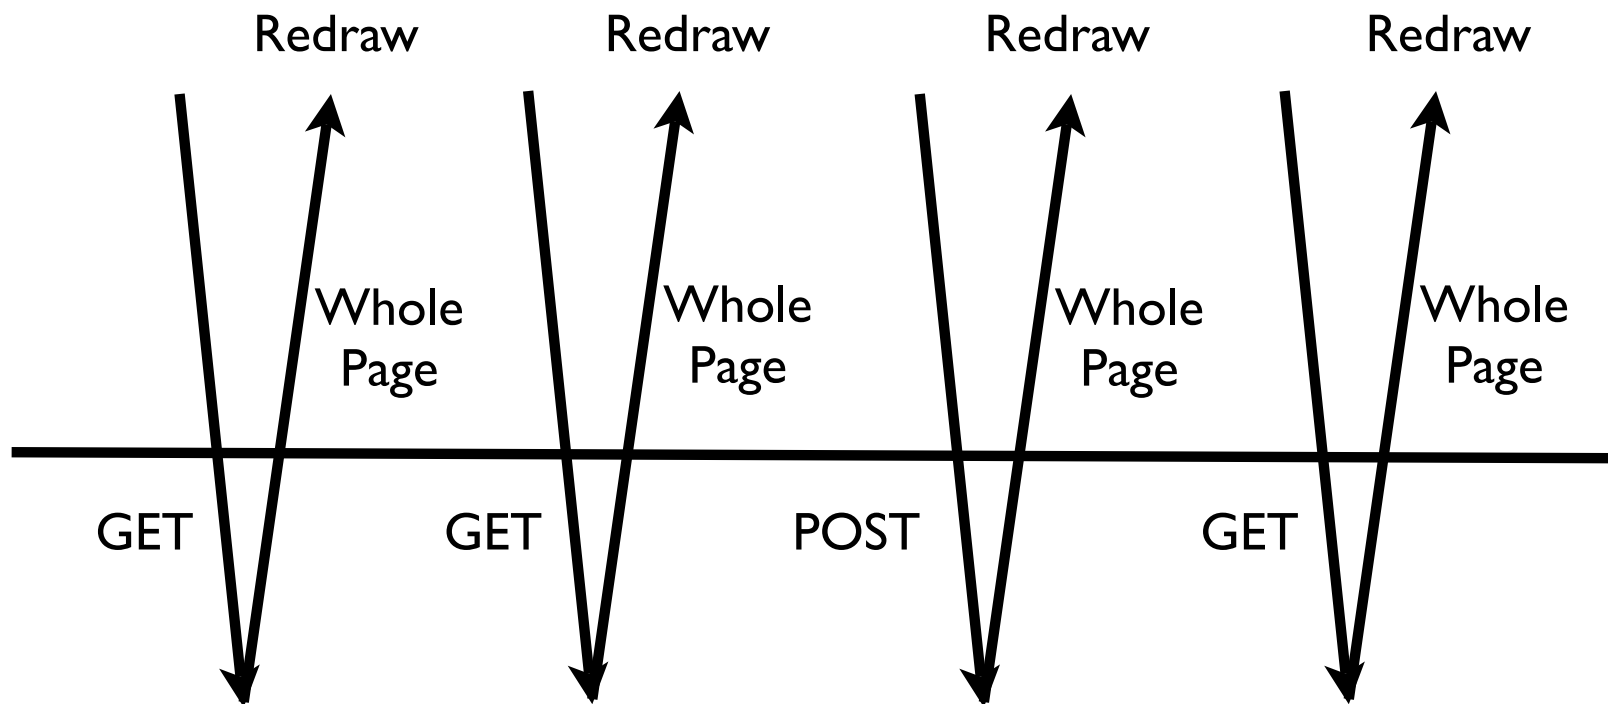 Redraw
Redraw
Redraw
Redraw
Whole
Page
Whole
Page
Whole
Page
Whole
Page
GET
GET
POST
GET